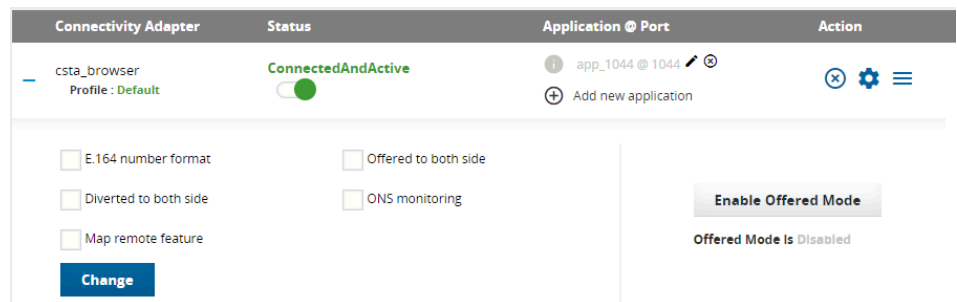 Connectivity Adapter Status Application @ Port Action
csta_browser ConnectedAndActive app_1044 @ 1044
Profile : Default Add new application
E.164 number format Offered to both side
Diverted to both side ONS monitoring Enable Offered Mode
Map remote feature Offered Mode Is Disabled
Change